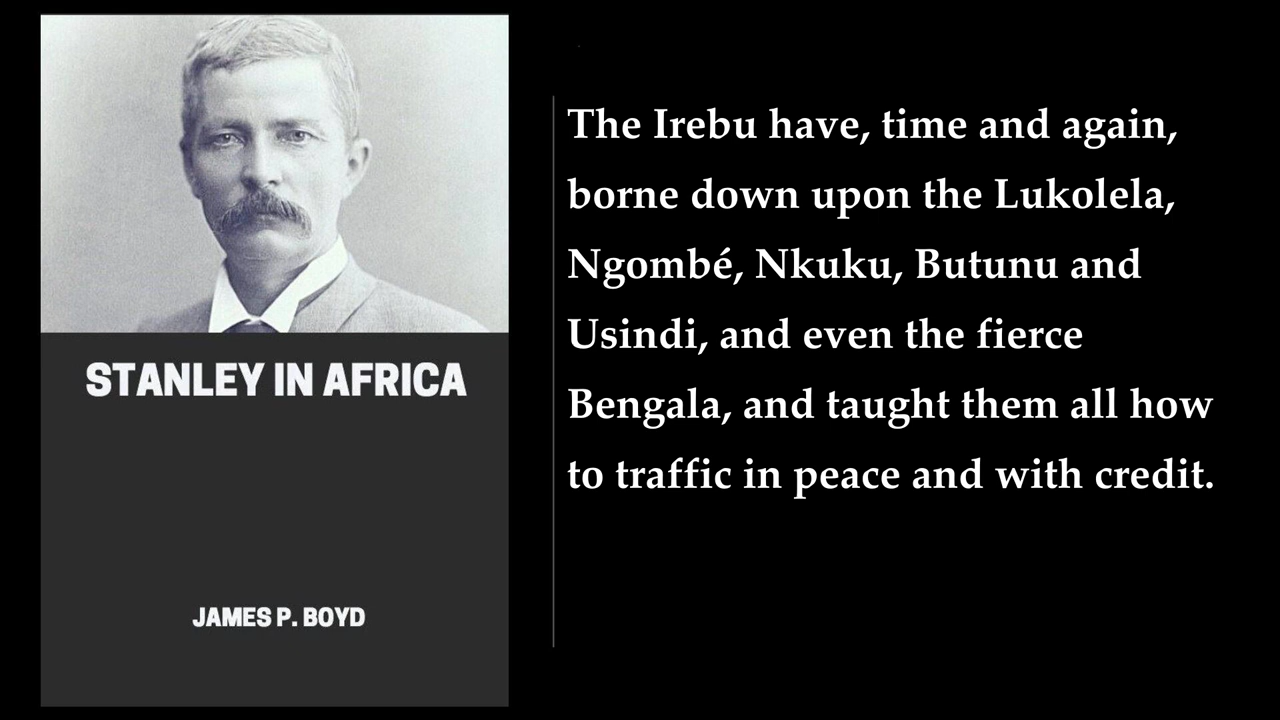 STANLEY IN AFRICA
JAMES P. BOYD
The Irebu have, time and again,
borne down upon the Lukolela,
Ngombé, Nkuku, Butunu and
Usindi, and even the fierce
Bengala, and taught them all how
to traffic in peace and with credit.